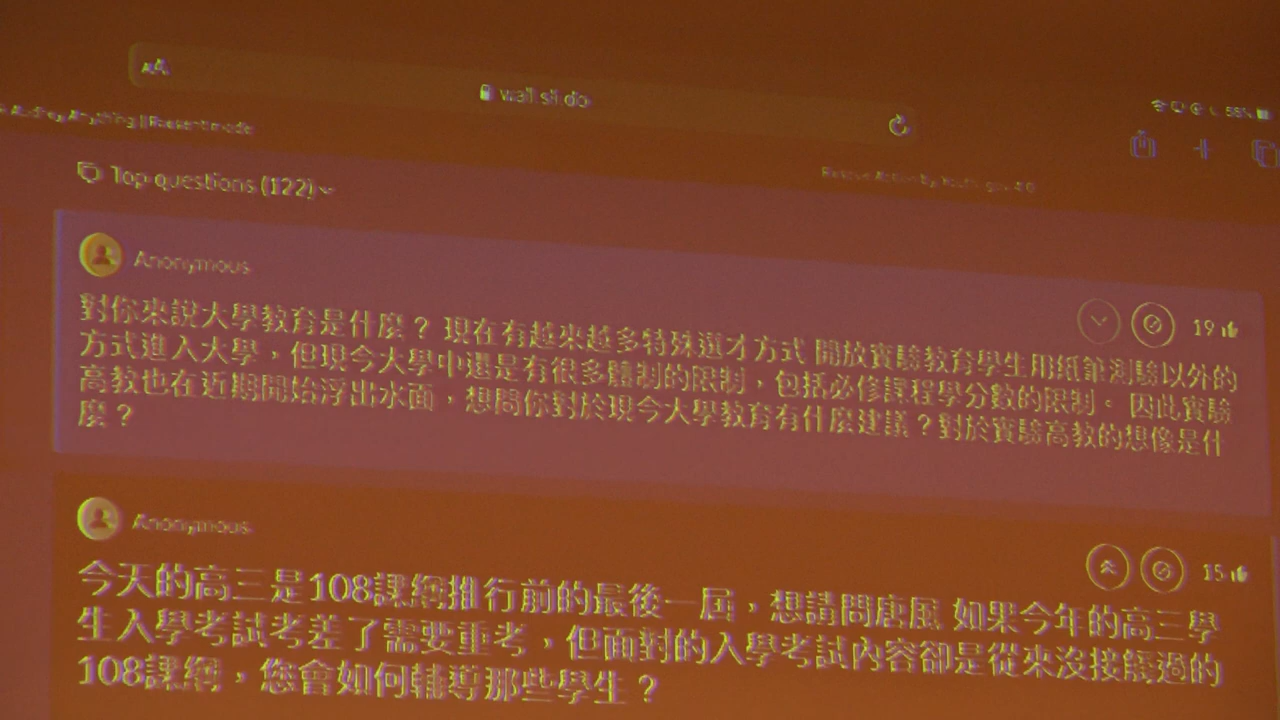 AA
wall.sli.do
55%
Top questions (122)
Anonymous
19
對你來說大學教育是什麼? 現在有越來越多特殊選才方式 開放實驗教育學生用紙筆測驗以外的
方式進入大學,但現今大學中還是有很多體制的限制,包括必修課程學分數的限制。 因此實驗
高教也在近期開始浮出水面,想問你對於現今大學教育有什麼建議?對於實驗高教的想像是什
麼?
Anonymous
15
今天的高三是108課綱推行前的最後一屆,想請問唐鳳 如果今年的高三學
生入學考試考差了需要重考,但面對的入學考試內容卻是從來沒接觸過的
108課綱,您會如何輔導那些學生?